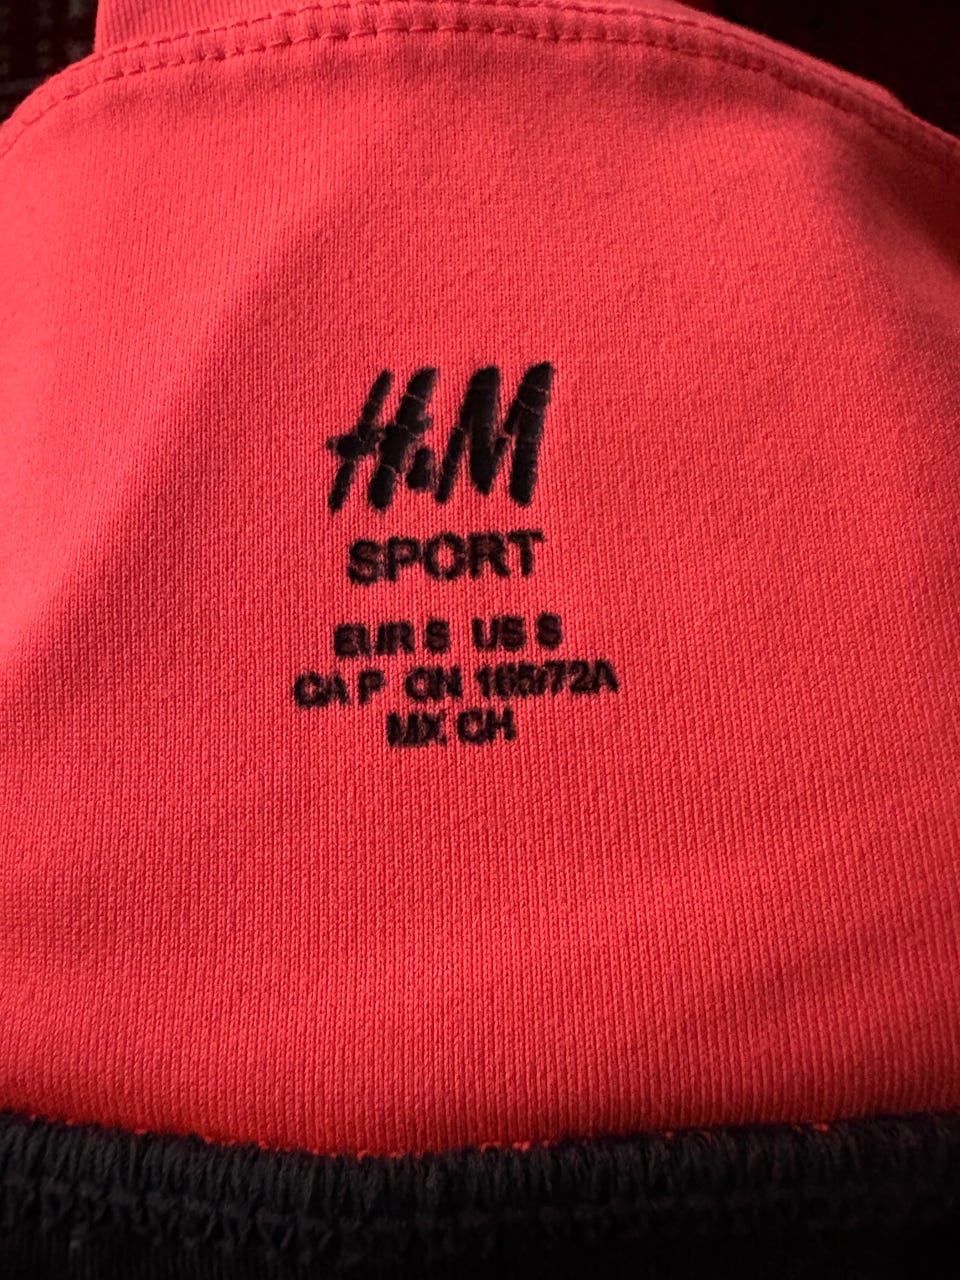 H&M
SPORT
EUR S US S
CA P CN 165/72A
MX CH